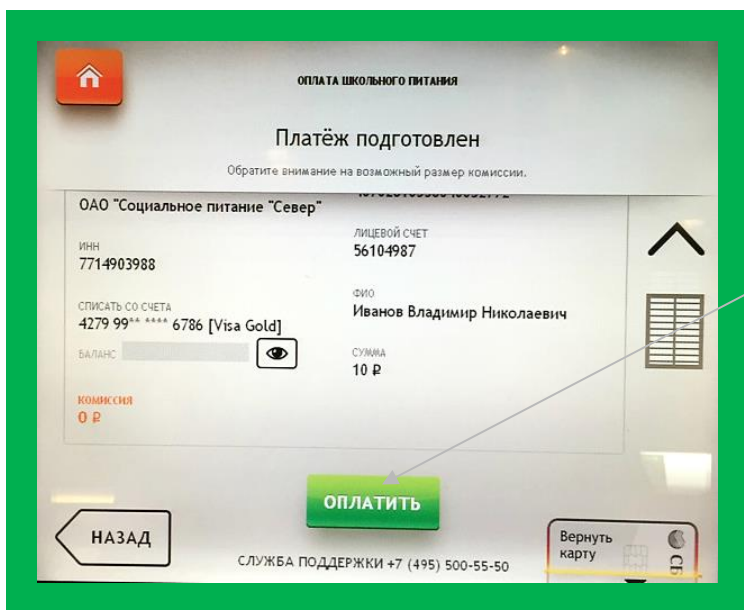 ОПЛАТА ШКОЛЬНОГО ПИТАНИЯ
Платёж подготовлен
Обратите внимание на возможный размер комиссии.
ОАО "Социальное питание "Север"
ИНН
7714903988
ЛИЦЕВОЙ СЧЕТ
56104987
СПИСАТЬ СО СЧЕТА
4279 99** **** 6786 [Visa Gold]
ФИО
Иванов Владимир Николаевич
БАЛАНС
СУММА
10 ₽
КОМИССИЯ
0 ₽
ОПЛАТИТЬ
НАЗАД
Вернуть
карту
СБ
СЛУЖБА ПОДДЕРЖКИ +7 (495) 500-55-50